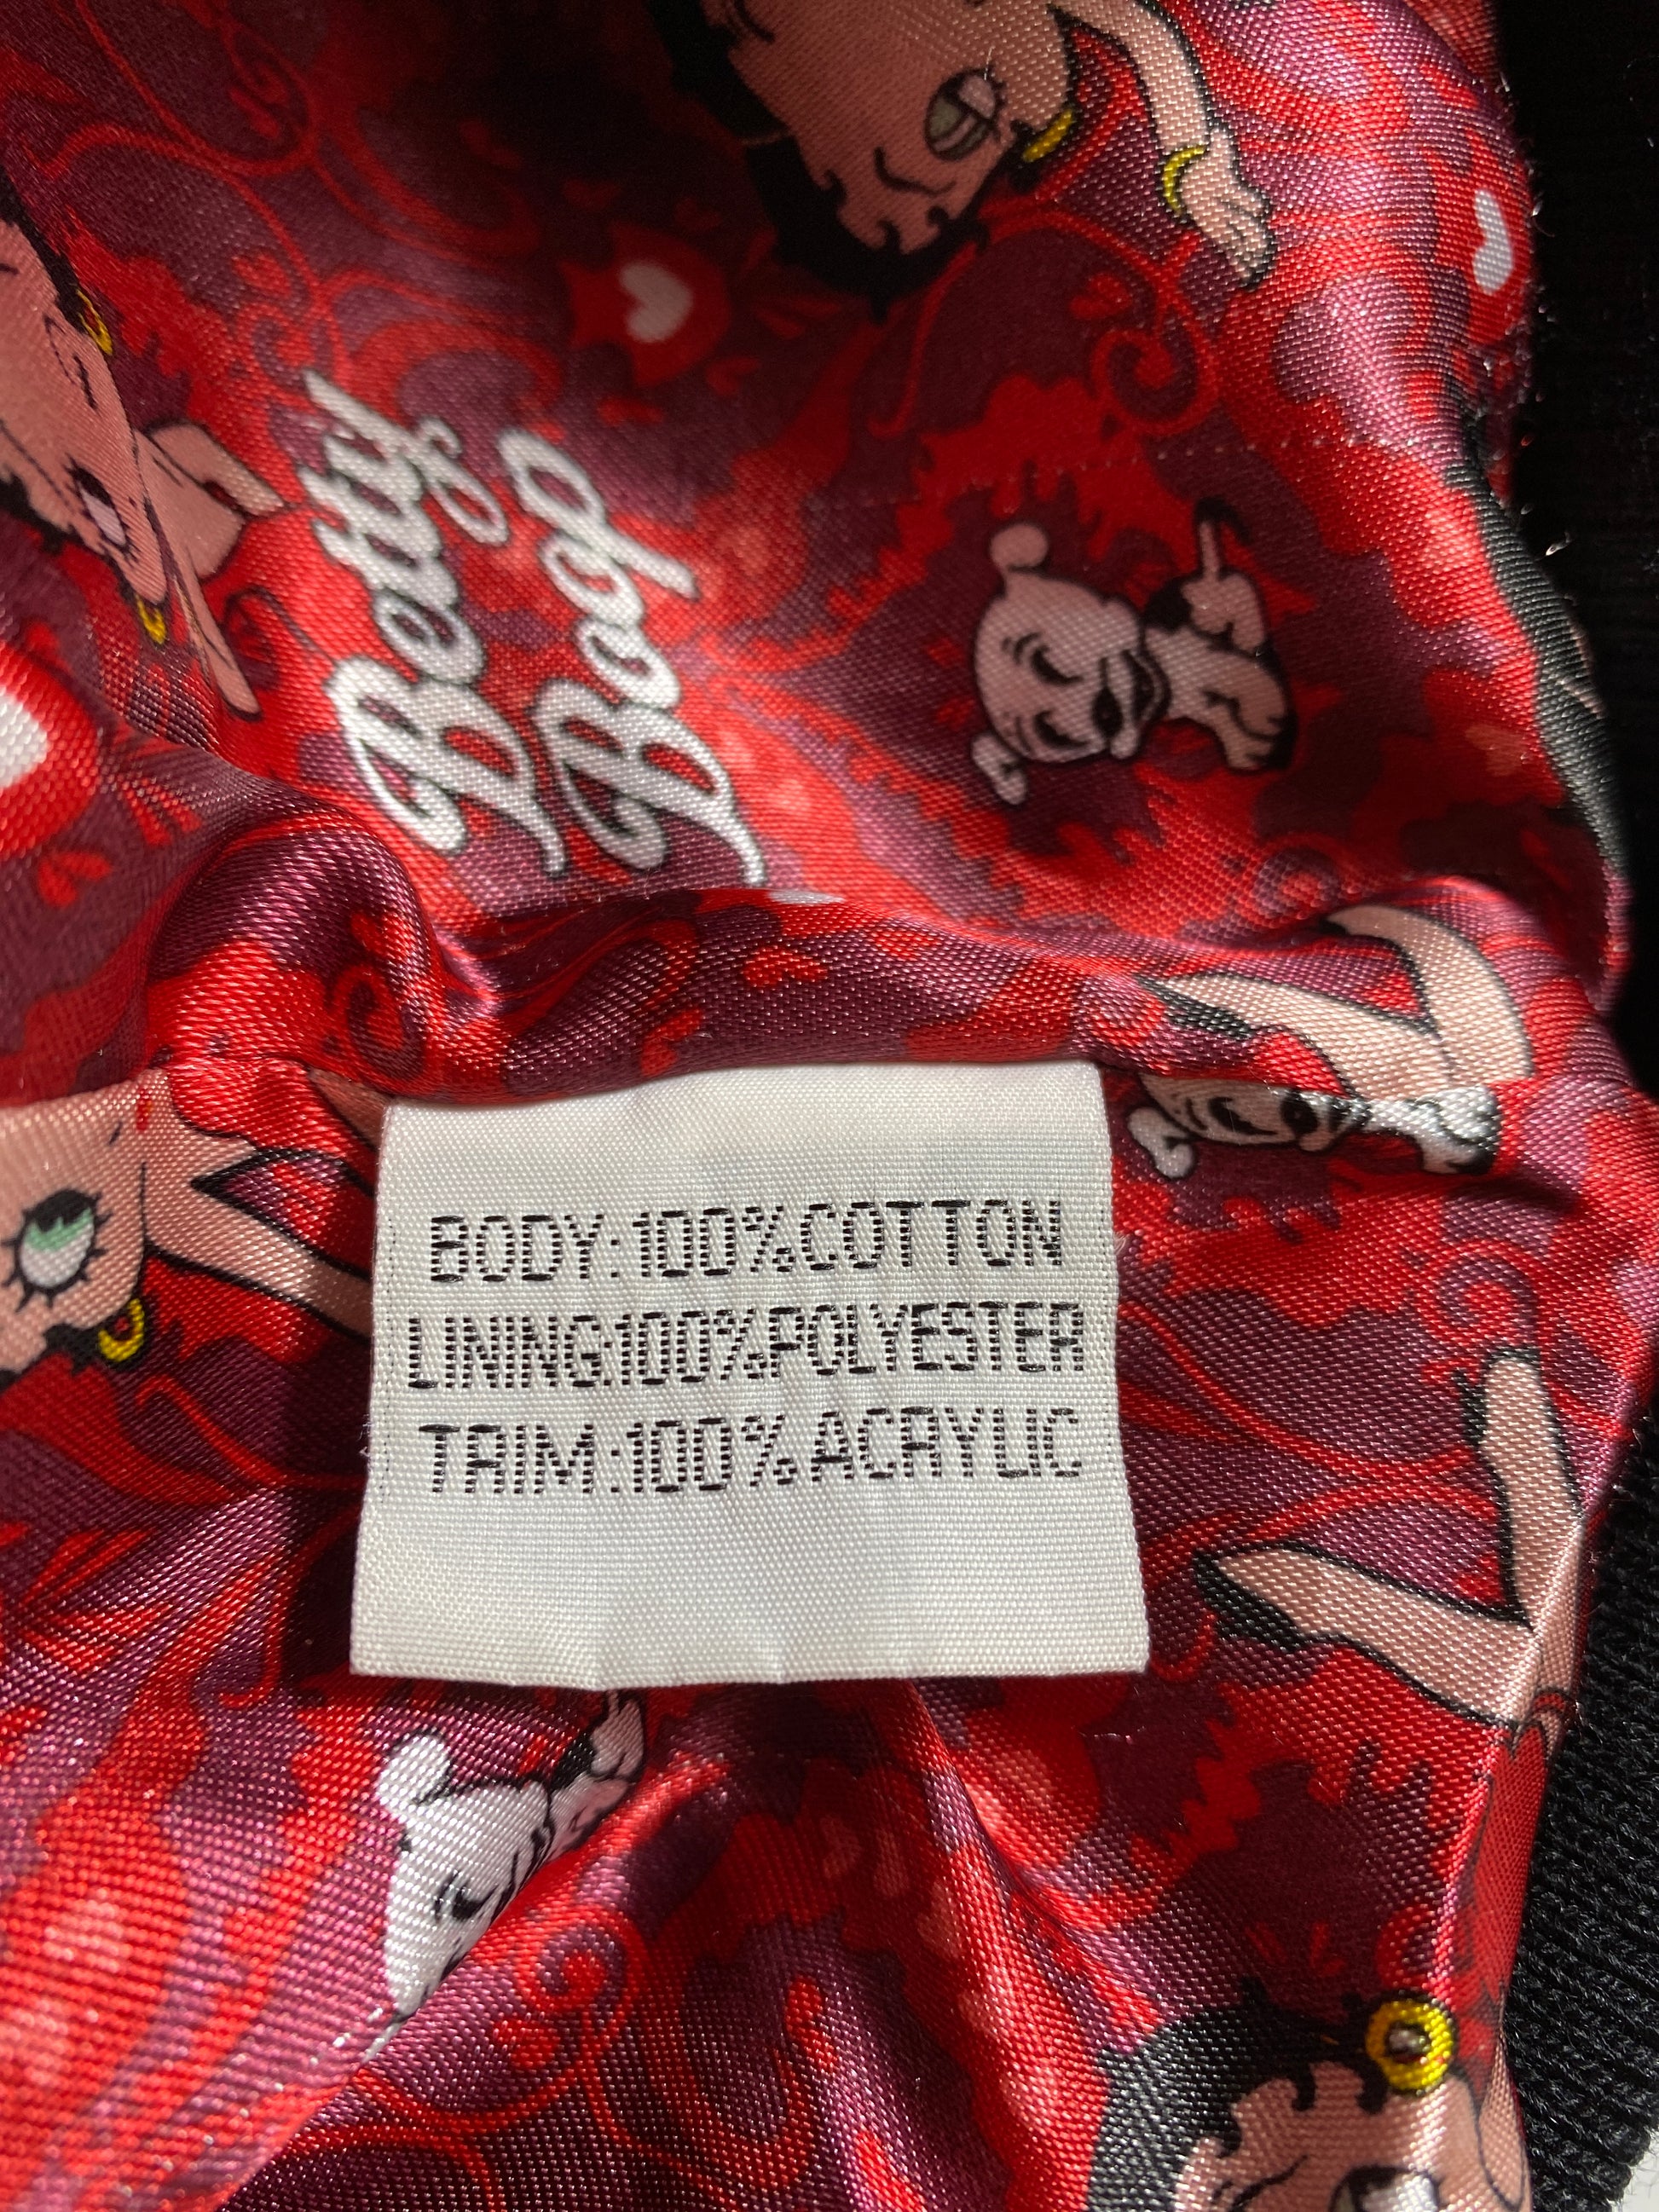 Betty
Boop
BODY:100%COTTON
LINING:100%POLYESTER
TRIM:100%ACRYLIC